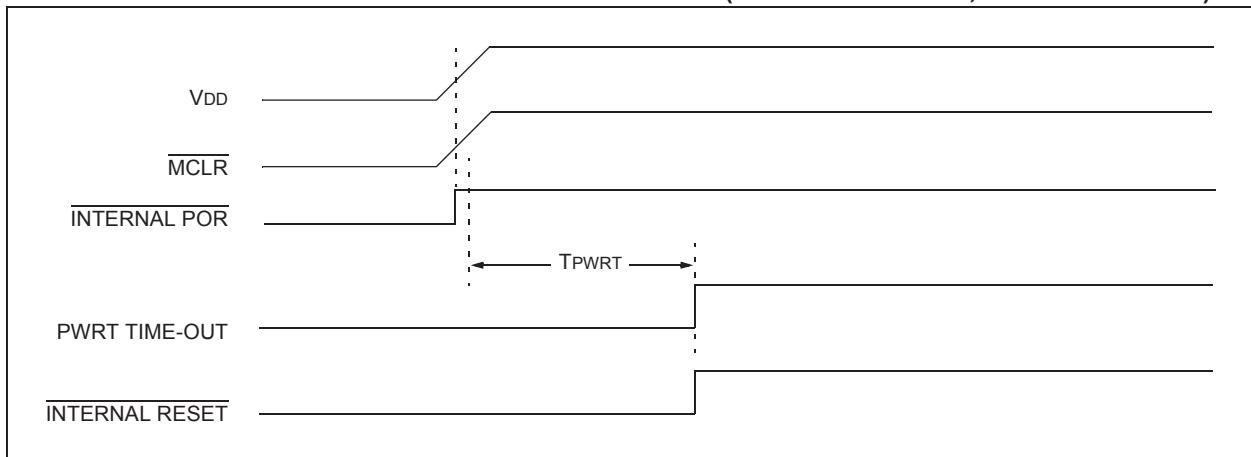 VDD
MCLR
INTERNAL POR
TPWRT
PWRT TIME-OUT
INTERNAL RESET